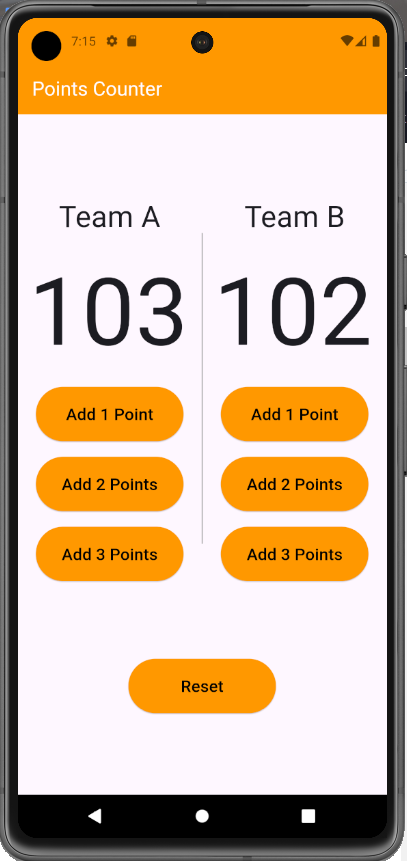 7:15
Points Counter
Team A
Team B
103
102
Add 1 Point
Add 1 Point
Add 2 Points
Add 2 Points
Add 3 Points
Add 3 Points
Reset